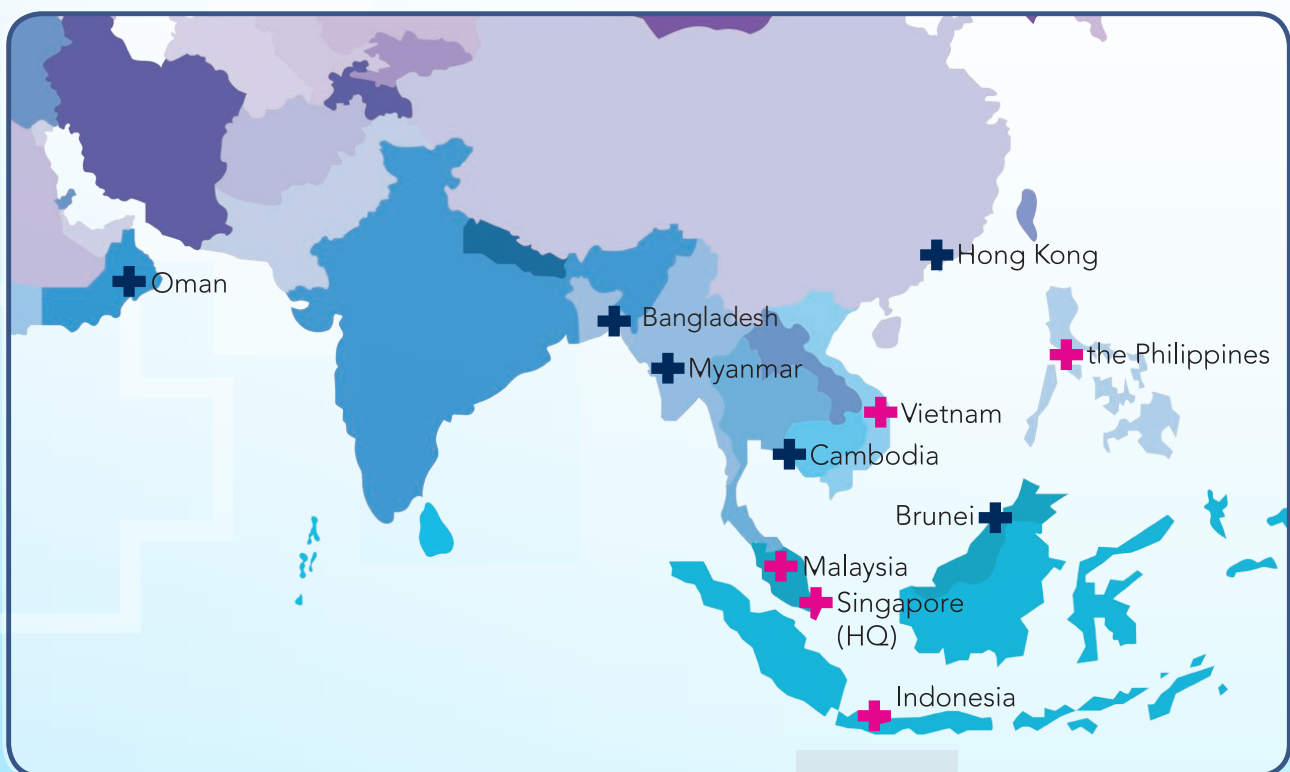 Hong Kong
Oman
Bangladesh
the Philippines
Myanmar
Vietnam
Cambodia
Brunei
Malaysia
Singapore
(HQ)
Indonesia